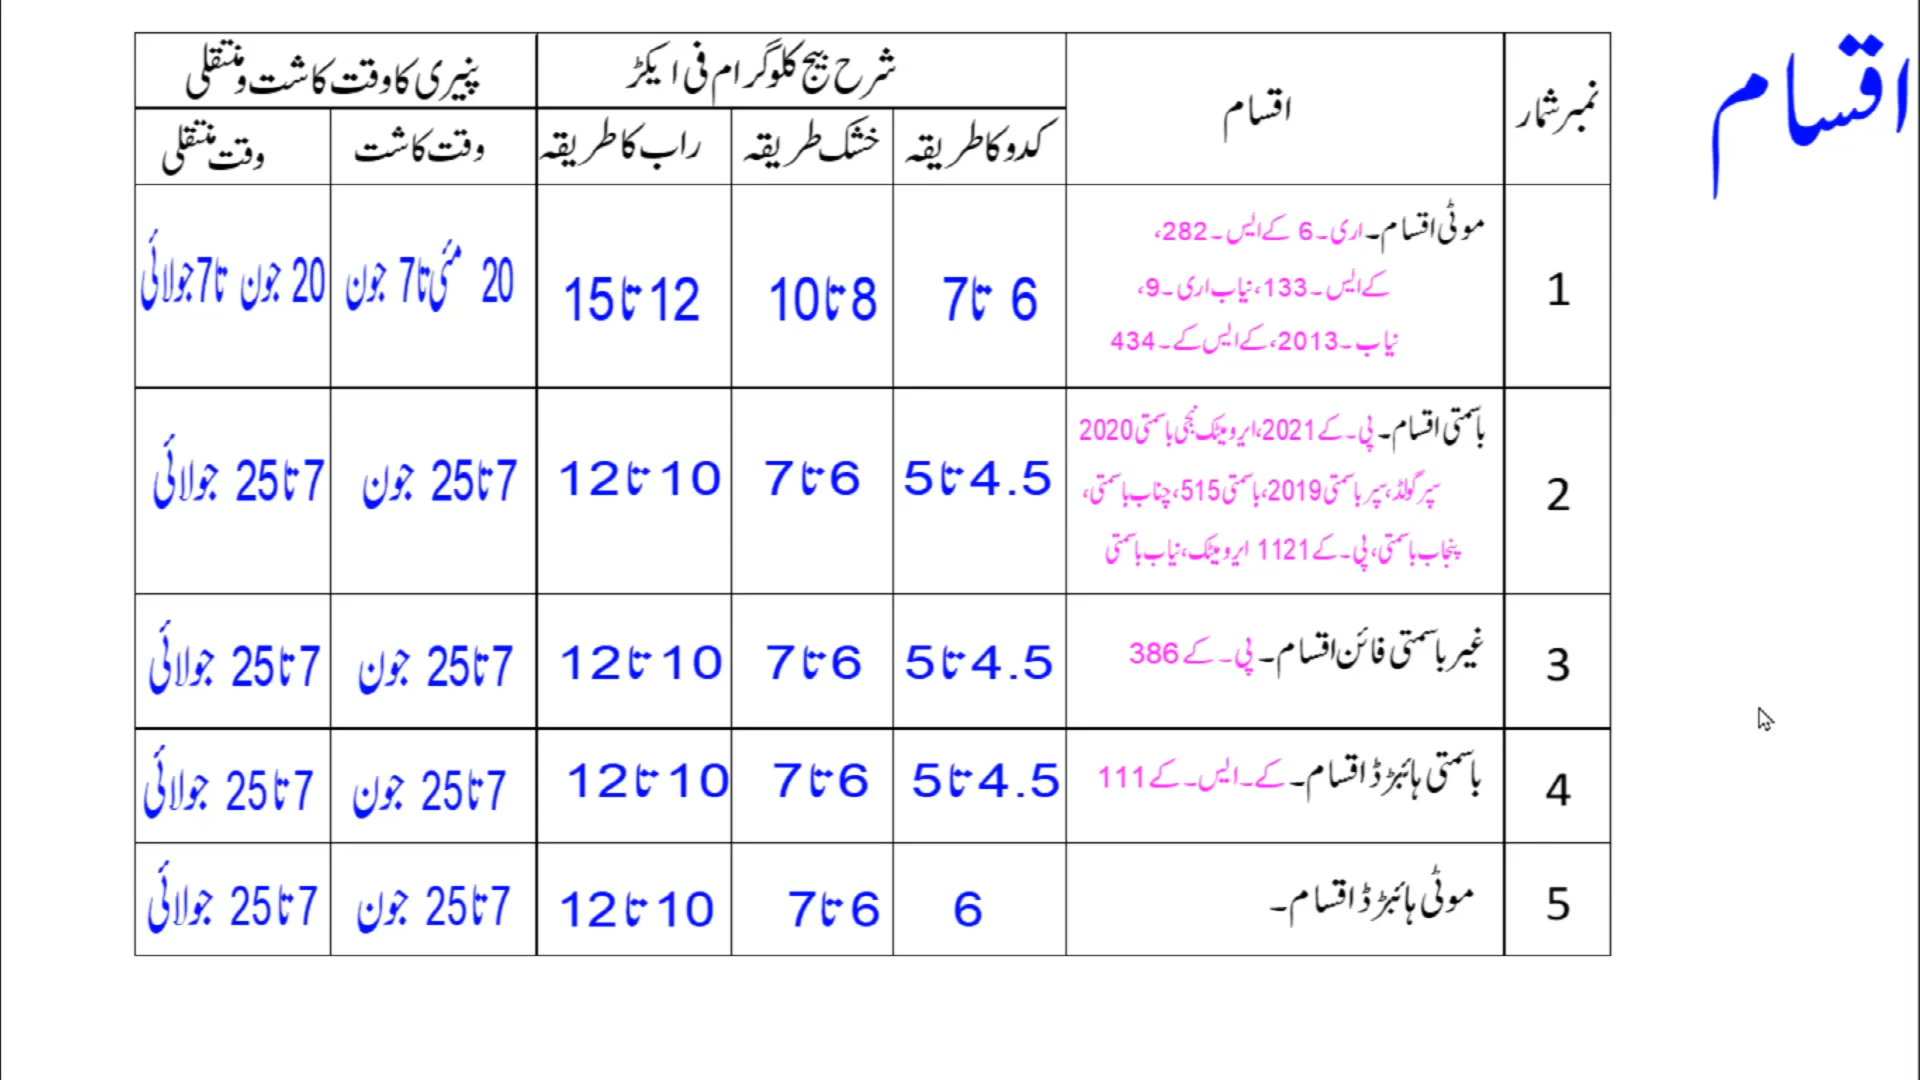 اقسام
نمبر شمار
اقسام
شرح بیج کلوگرام فی ایکڑ
پنیری کا وقت کاشت و منتقلی
کدو کا طریقہ
خشک طریقہ
راب کا طریقہ
وقت کاشت
وقت منتقلی
1
موٹی اقسام۔ اری۔6 کے ایس۔282،
کے ایس۔133، نیاب اری۔9،
نیاب۔2013، کے ایس کے۔434
6 تا 7
8 تا 10
12 تا 15
20 مئی تا 7 جون
20 جون تا 7 جولائی
2
باسمتی اقسام۔ پی۔کے 2021، ایرومیٹک نجی باسمتی 2020
سپر گولڈ، سپر باسمتی 2019، باسمتی 515، چناب باسمتی،
پنجاب باسمتی، پی۔کے 1121 ایرومیٹک، نیاب باسمتی
4.5 تا 5
6 تا 7
10 تا 12
7 تا 25 جون
7 تا 25 جولائی
3
غیر باسمتی فائن اقسام۔ پی۔کے 386
4.5 تا 5
6 تا 7
10 تا 12
7 تا 25 جون
7 تا 25 جولائی
4
باسمتی ہائبرڈ اقسام۔ کے۔ایس۔کے 111
4.5 تا 5
6 تا 7
10 تا 12
7 تا 25 جون
7 تا 25 جولائی
5
موٹی ہائبرڈ اقسام۔
6
6 تا 7
10 تا 12
7 تا 25 جون
7 تا 25 جولائی